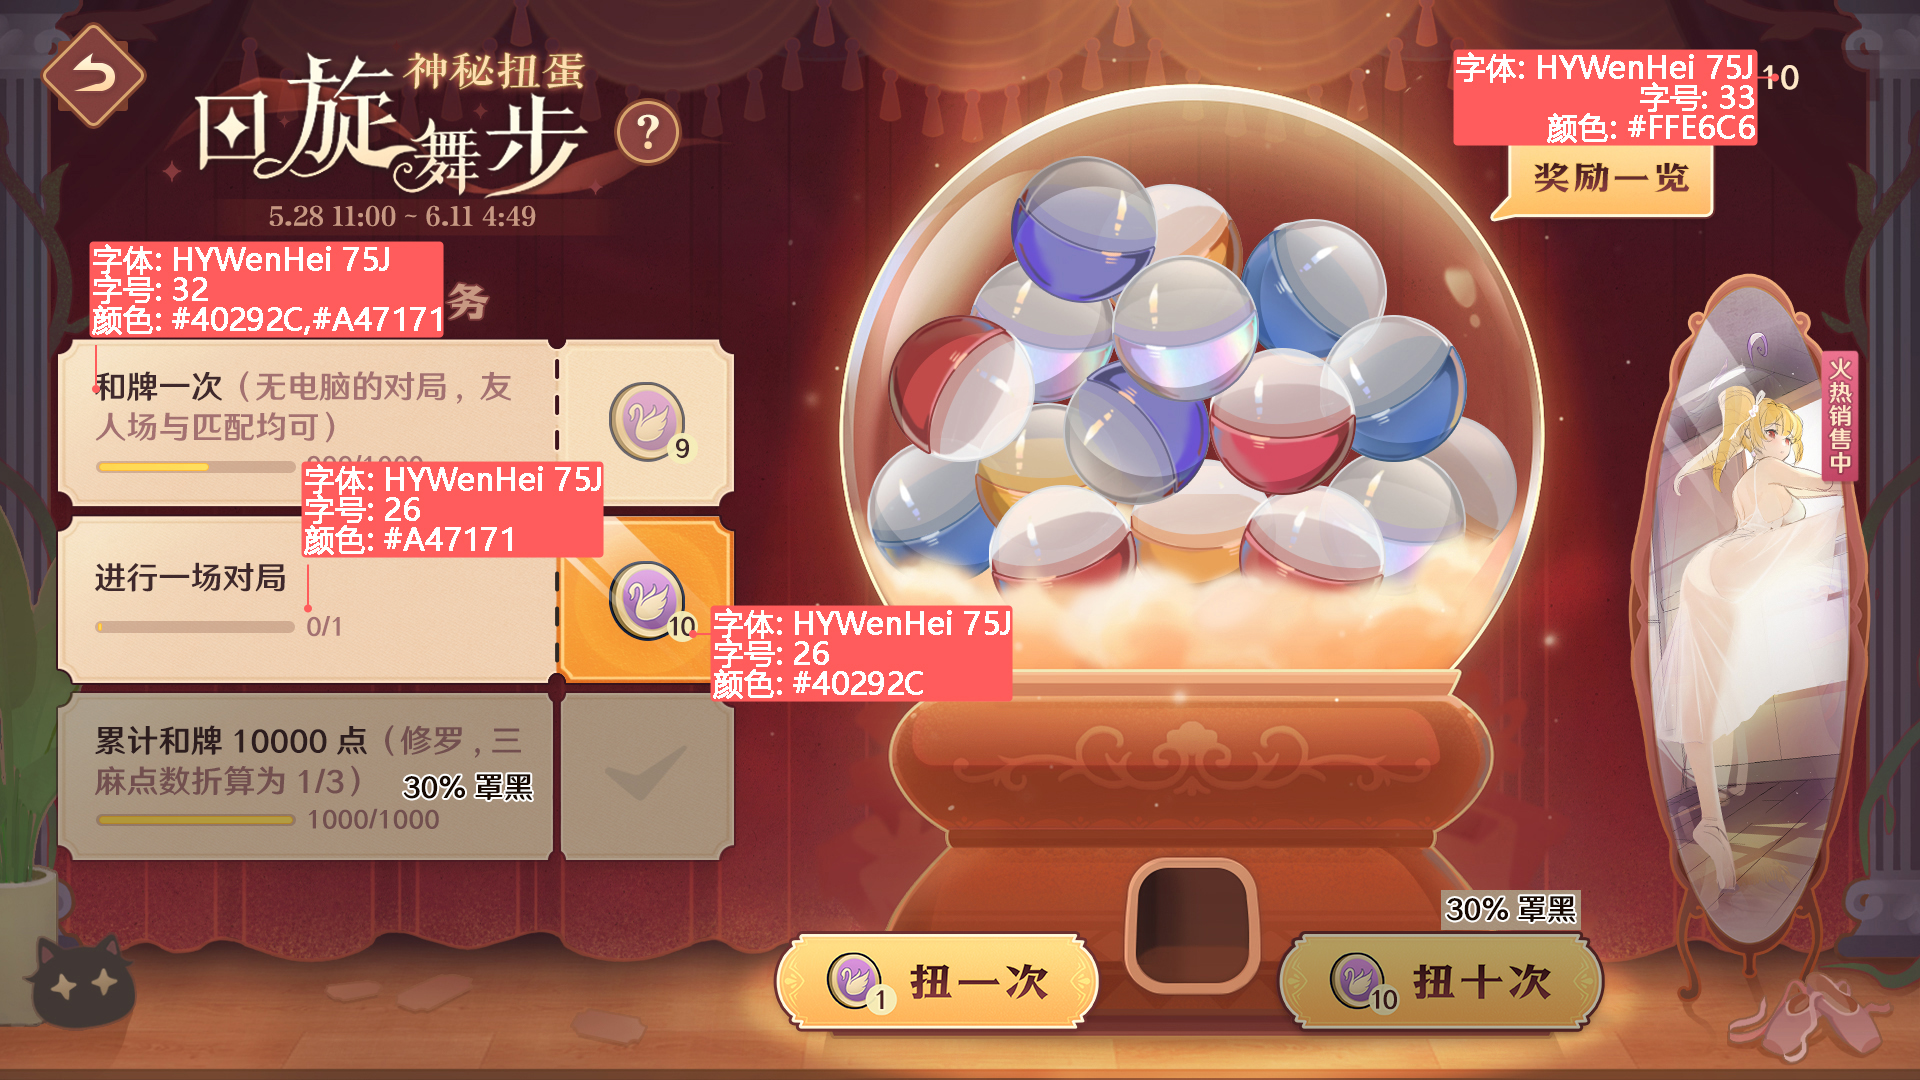 神秘扭蛋
回旋舞步
?
5.28 11:00 ~ 6.11 4:49
字体: HYWenHei 75J
字号: 33
颜色: #FFE6C6
10
奖励一览
字体: HYWenHei 75J
字号: 32
颜色: #40292C,#A47171
务
和牌一次（无电脑的对局，友
人场与匹配均可）
9
字体: HYWenHei 75J
字号: 26
颜色: #A47171
进行一场对局
0/1
10
字体: HYWenHei 75J
字号: 26
颜色: #40292C
累计和牌 10000 点（修罗，三
麻点数折算为 1/3）
30% 罩黑
1000/1000
火热销售中
30% 罩黑
1
扭一次
10
扭十次